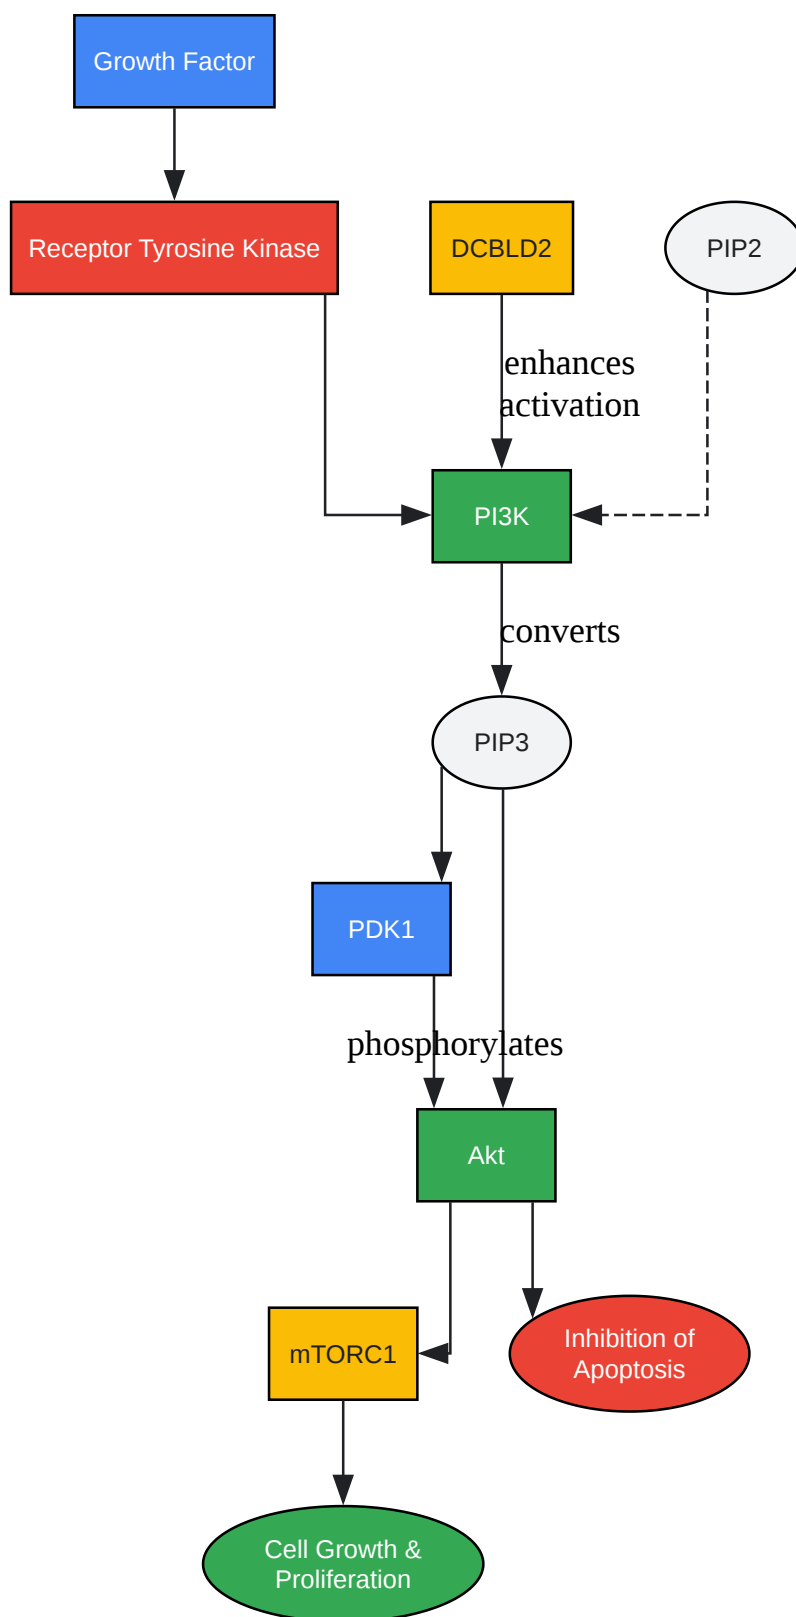 Growth Factor
Receptor Tyrosine Kinase
DCBLD2
PIP2
enhances
activation
PI3K
converts
PIP3
PDK1
phosphorylates
Akt
mTORC1
Inhibition of
Apoptosis
Cell Growth &
Proliferation